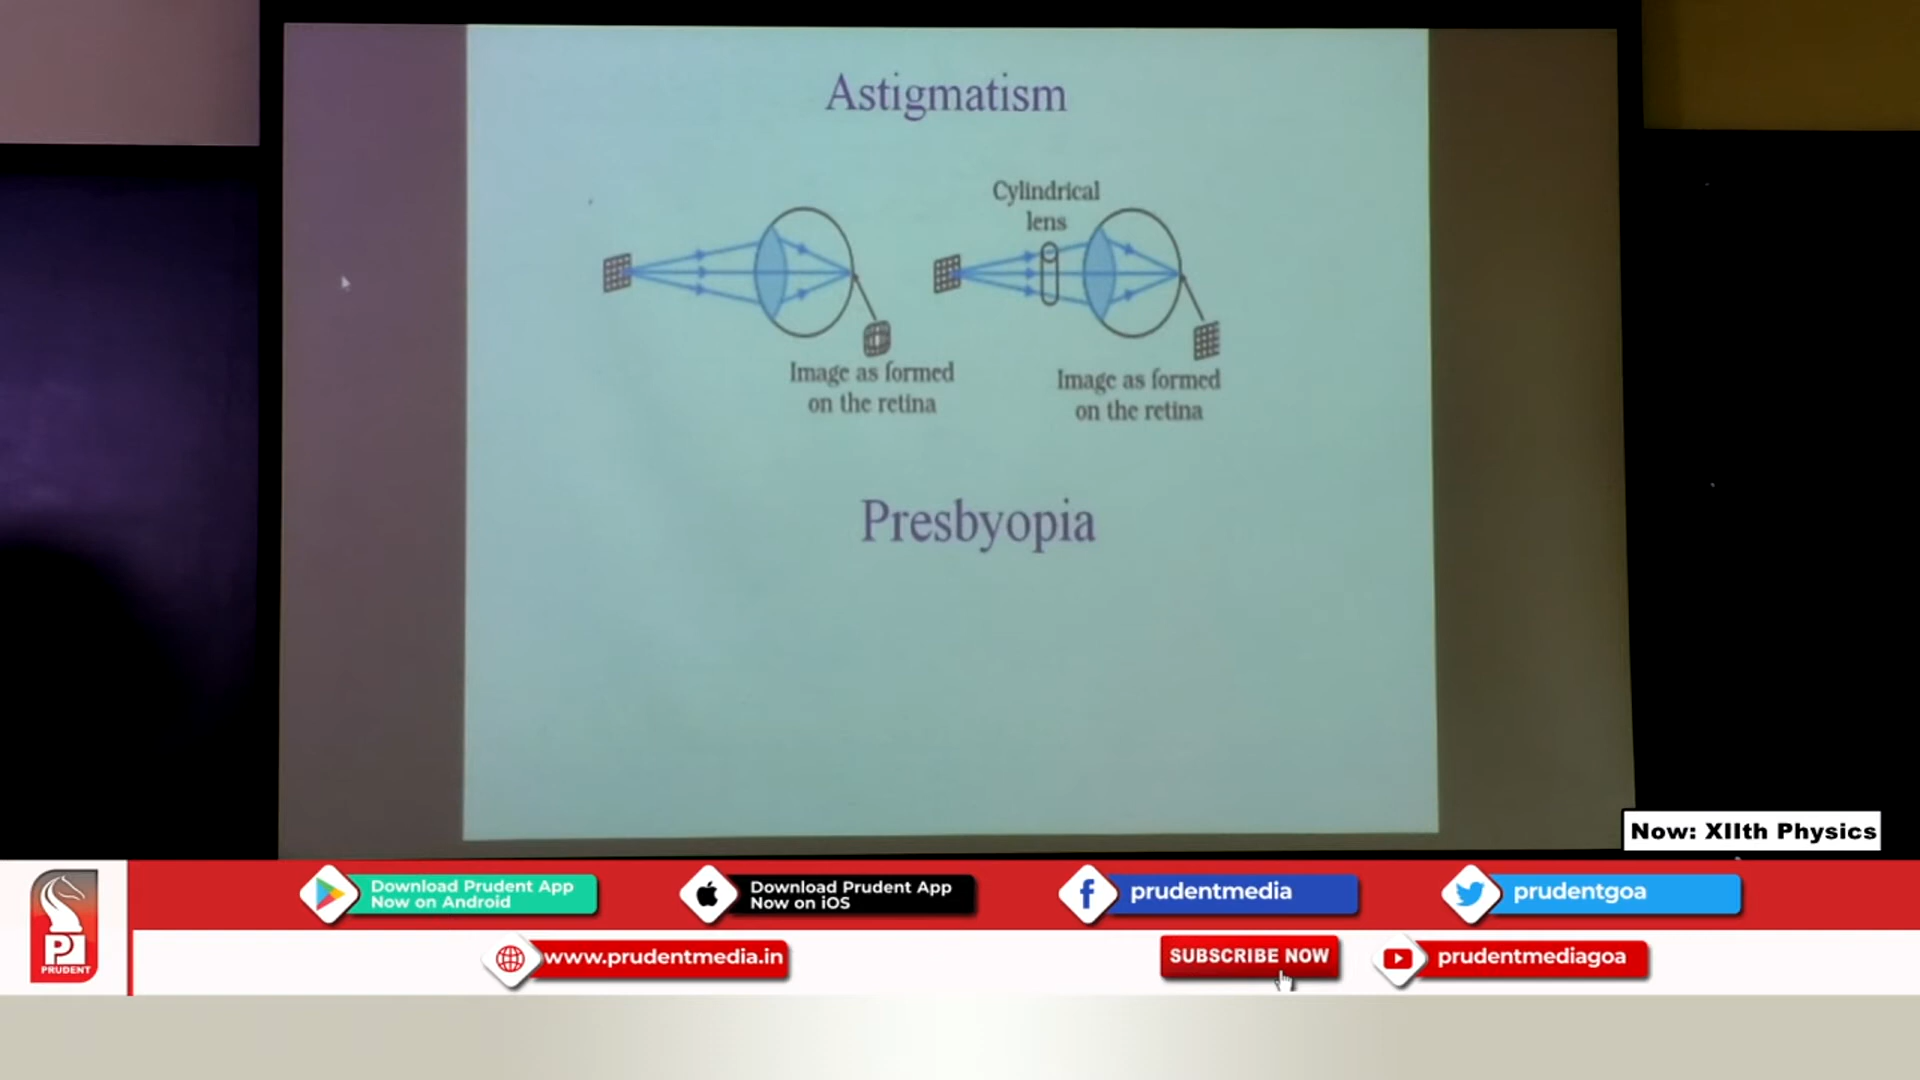 Astigmatism
Cylindrical
lens
Image as formed
on the retina
Image as formed
on the retina
Presbyopia
Now: XIIth Physics
Download Prudent App
Now on Android
Download Prudent App
Now on iOS
prudentmedia
prudentgoa
PRUDENT
www.prudentmedia.in
SUBSCRIBE NOW
prudentmediagoa